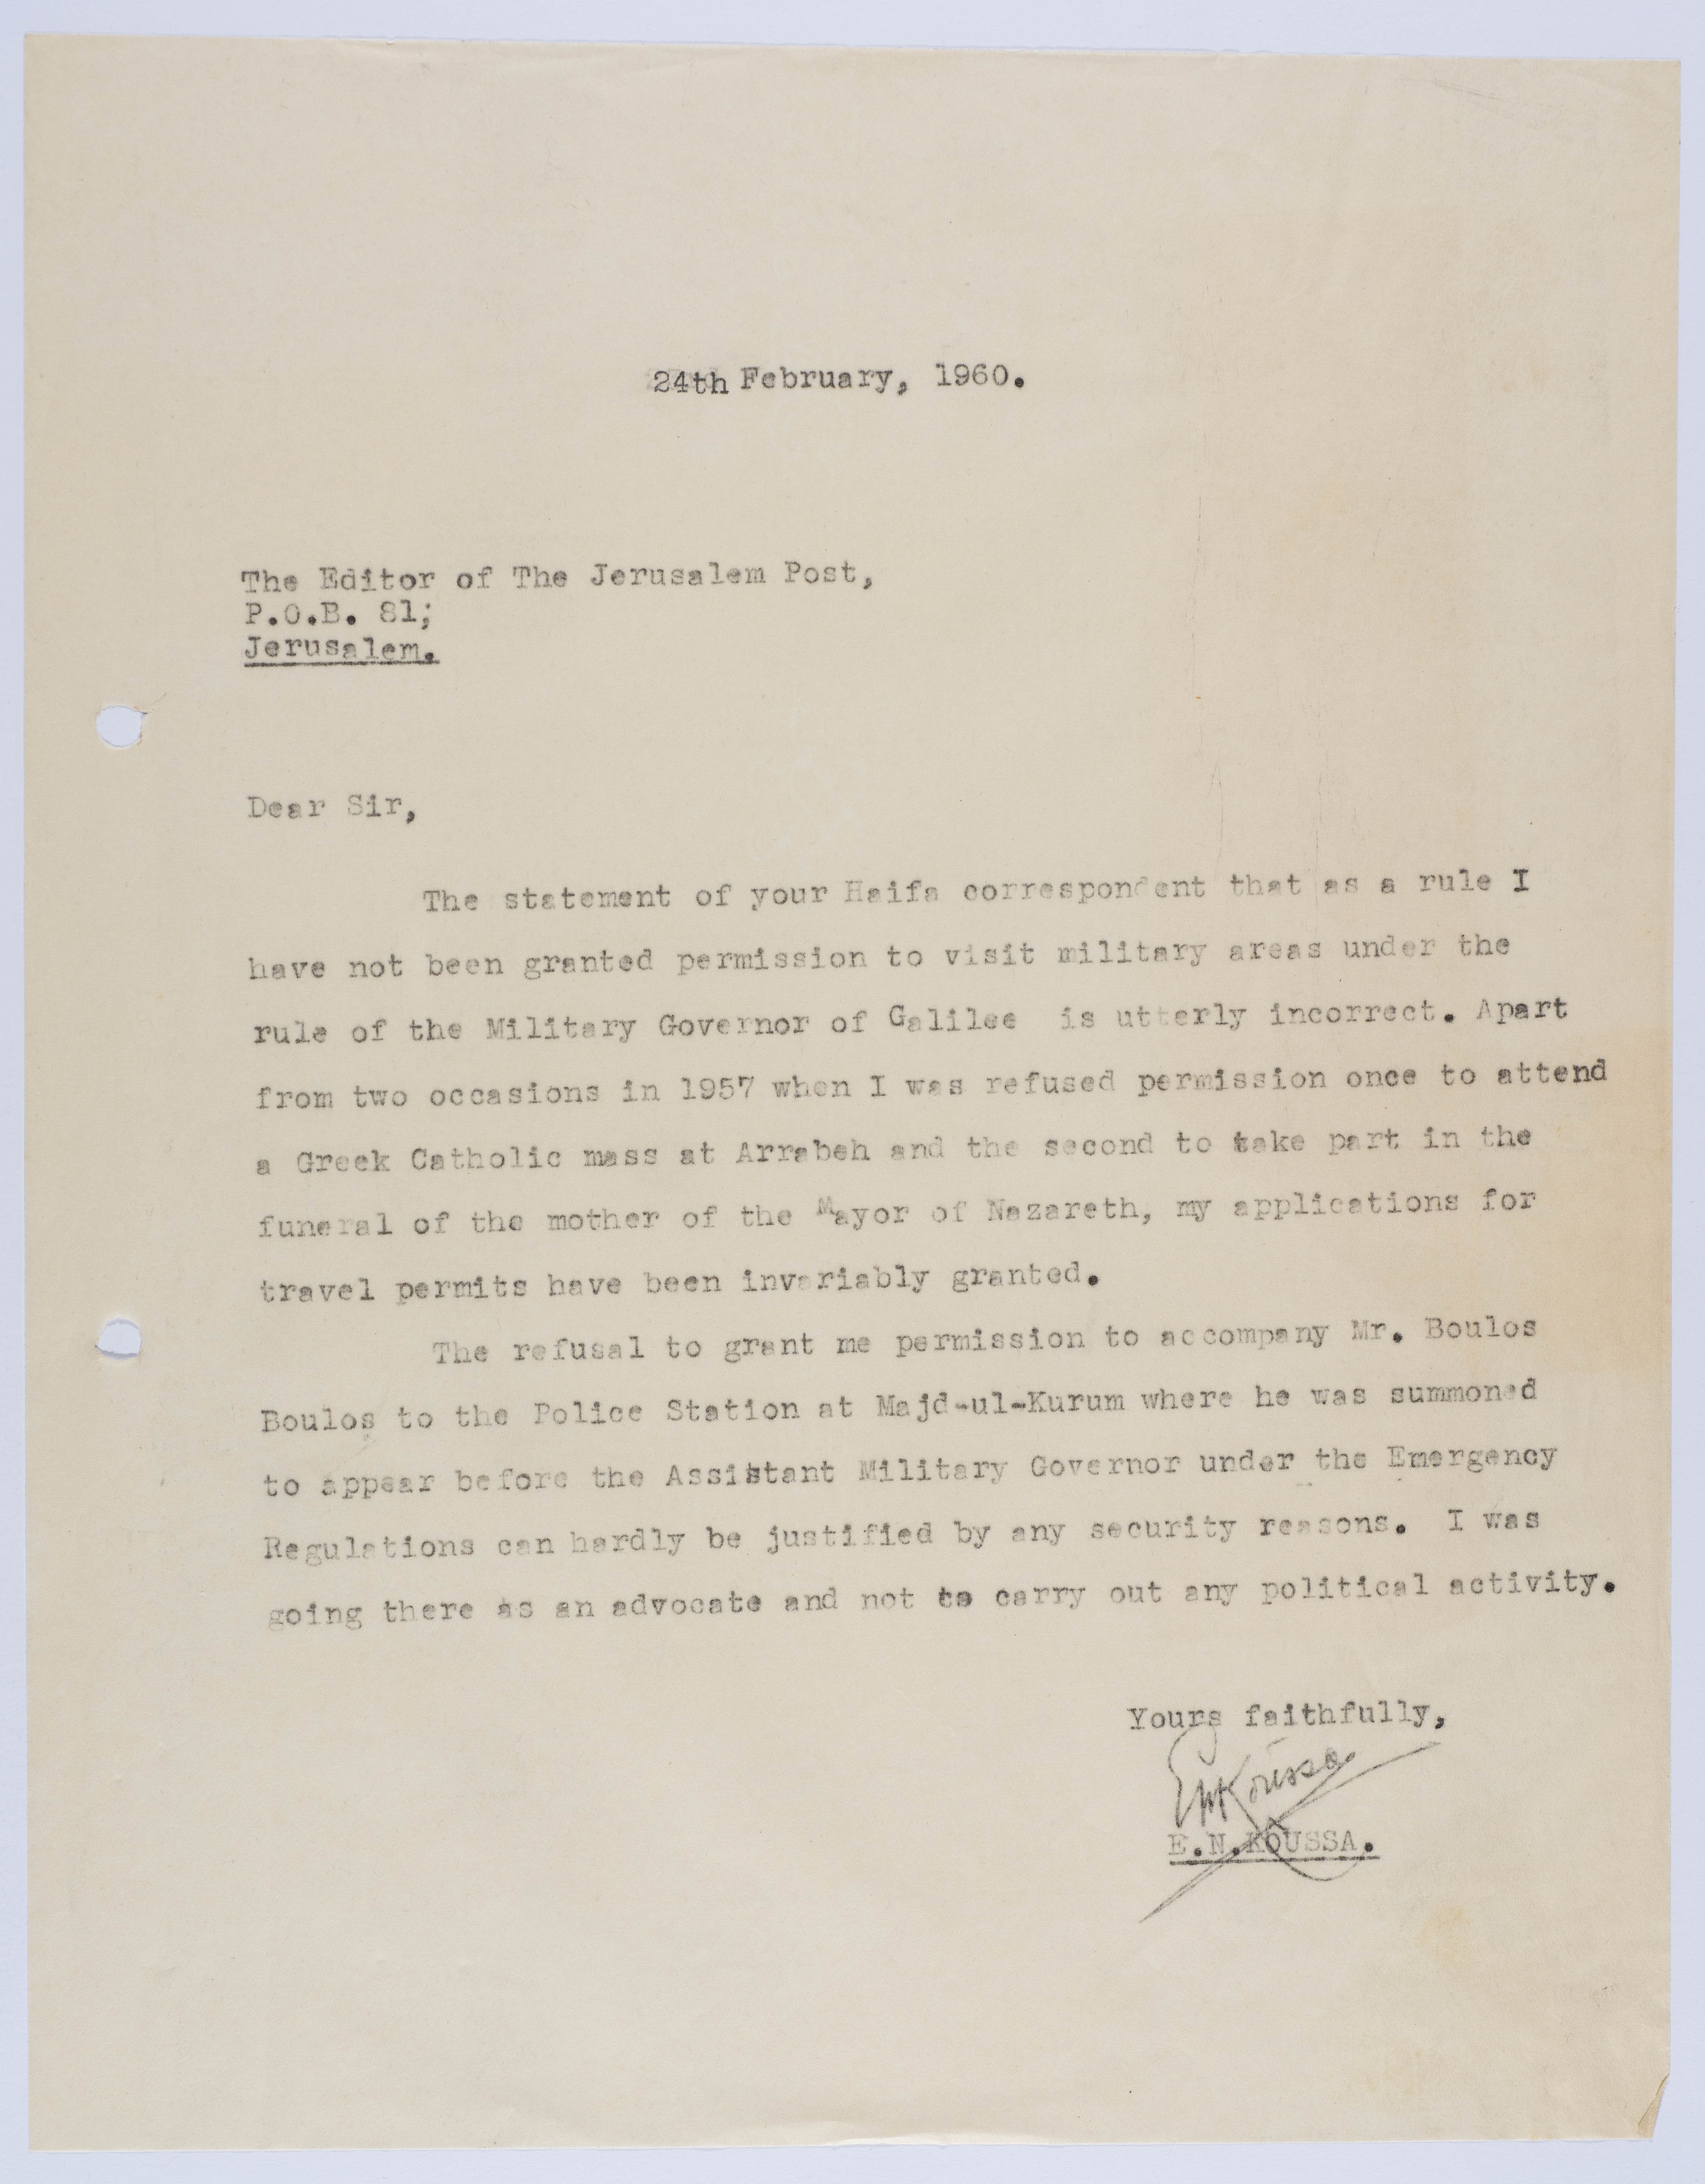 24th February, 1960.
The Editor of The Jerusalem Post,
P.O.B. 81;
Jerusalem.
Dear Sir,
The statement of your Haifa correspondent that as a rule I
have not been granted permission to visit military areas under the
rule of the Military Governor of Galilee is utterly incorrect. Apart
from two occasions in 1957 when I was refused permission once to attend
a Greek Catholic mass at Arrabeh and the second to take part in the
funeral of the mother of the Mayor of Nazareth, my applications for
travel permits have been invariably granted.
The refusal to grant me permission to accompany Mr. Boulos
Boulos to the Police Station at Majd-ul-Kurum where he was summoned
to appear before the Assistant Military Governor under the Emergency
Regulations can hardly be justified by any security reasons. I was
going there as an advocate and not to carry out any political activity.
Yours faithfully,
ENKoussa
E.N.KOUSSA.